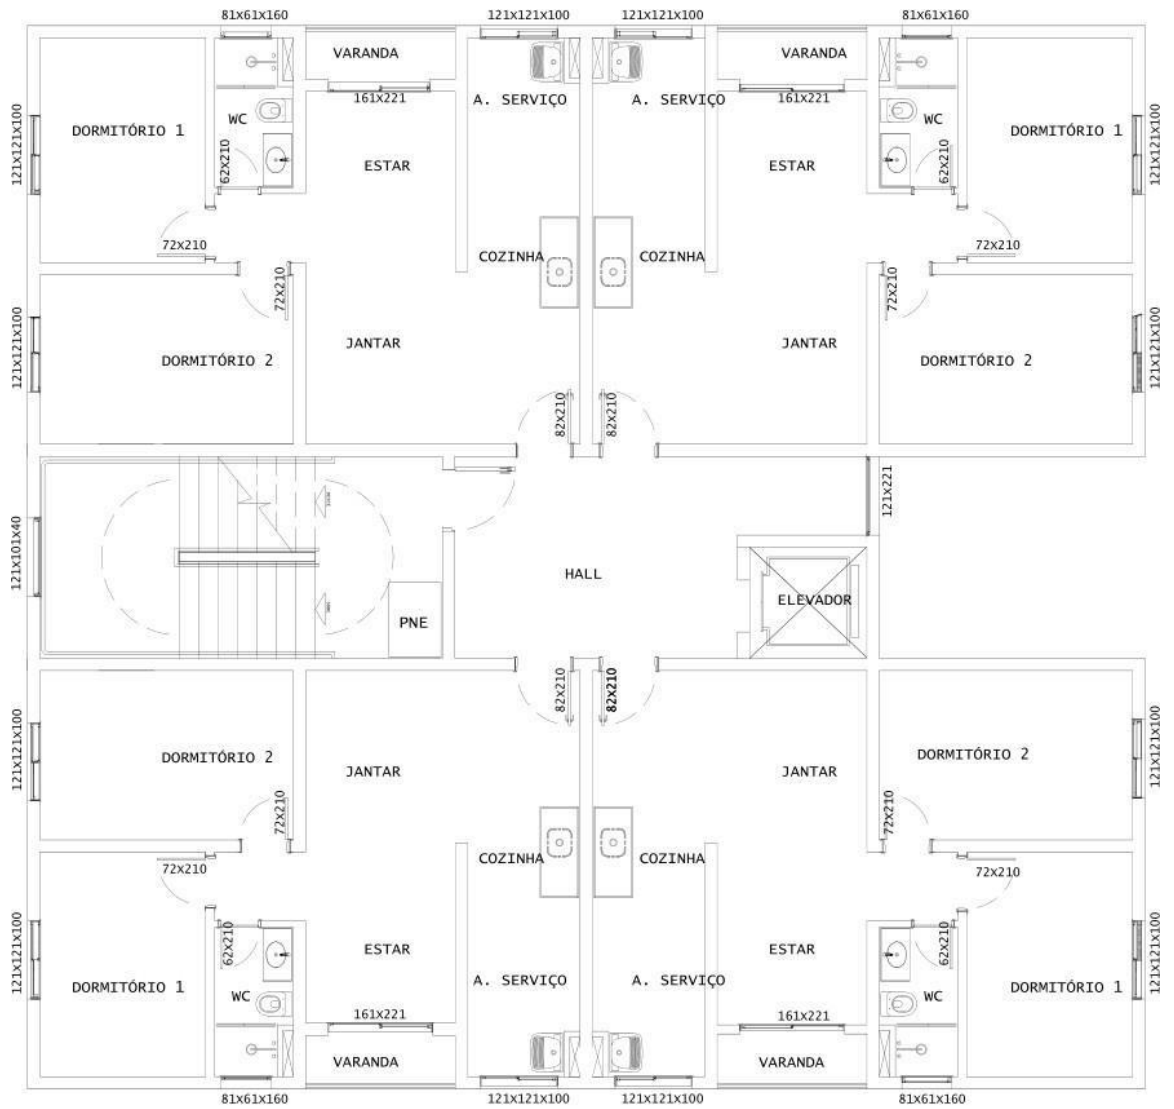 81x61x160
121x121x100
121x121x100
81x61x160
VARANDA
VARANDA
161x221
A. SERVIÇO
A. SERVIÇO
161x221
121x121x100
DORMITÓRIO 1
WC
WC
DORMITÓRIO 1
121x121x100
62x210
ESTAR
ESTAR
62x210
72x210
72x210
COZINHA
COZINHA
72x210
72x210
121x121x100
DORMITÓRIO 2
JANTAR
JANTAR
DORMITÓRIO 2
121x121x100
82x210
82x210
121x221
121x101x40
HALL
ELEVADOR
PNE
82x210
82x210
121x121x100
DORMITÓRIO 2
JANTAR
JANTAR
DORMITÓRIO 2
121x121x100
72x210
72x210
72x210
COZINHA
COZINHA
72x210
62x210
ESTAR
ESTAR
62x210
121x121x100
DORMITÓRIO 1
WC
A. SERVIÇO
A. SERVIÇO
WC
DORMITÓRIO 1
121x121x100
161x221
161x221
VARANDA
VARANDA
81x61x160
121x121x100
121x121x100
81x61x160